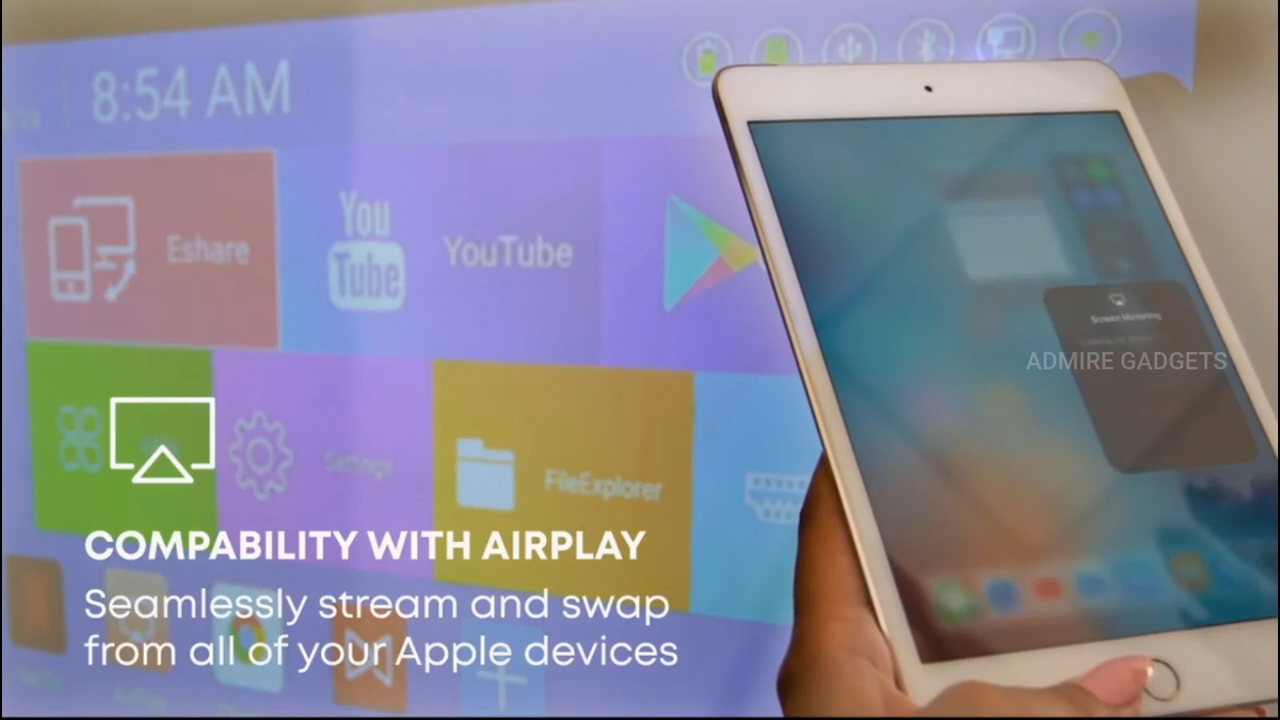 8:54 AM
Eshare
You
Tube
YouTube
Settings
FileExplorer
Screen Mirroring
ADMIRE GADGETS
COMPABILITY WITH AIRPLAY
Seamlessly stream and swap
from all of your Apple devices